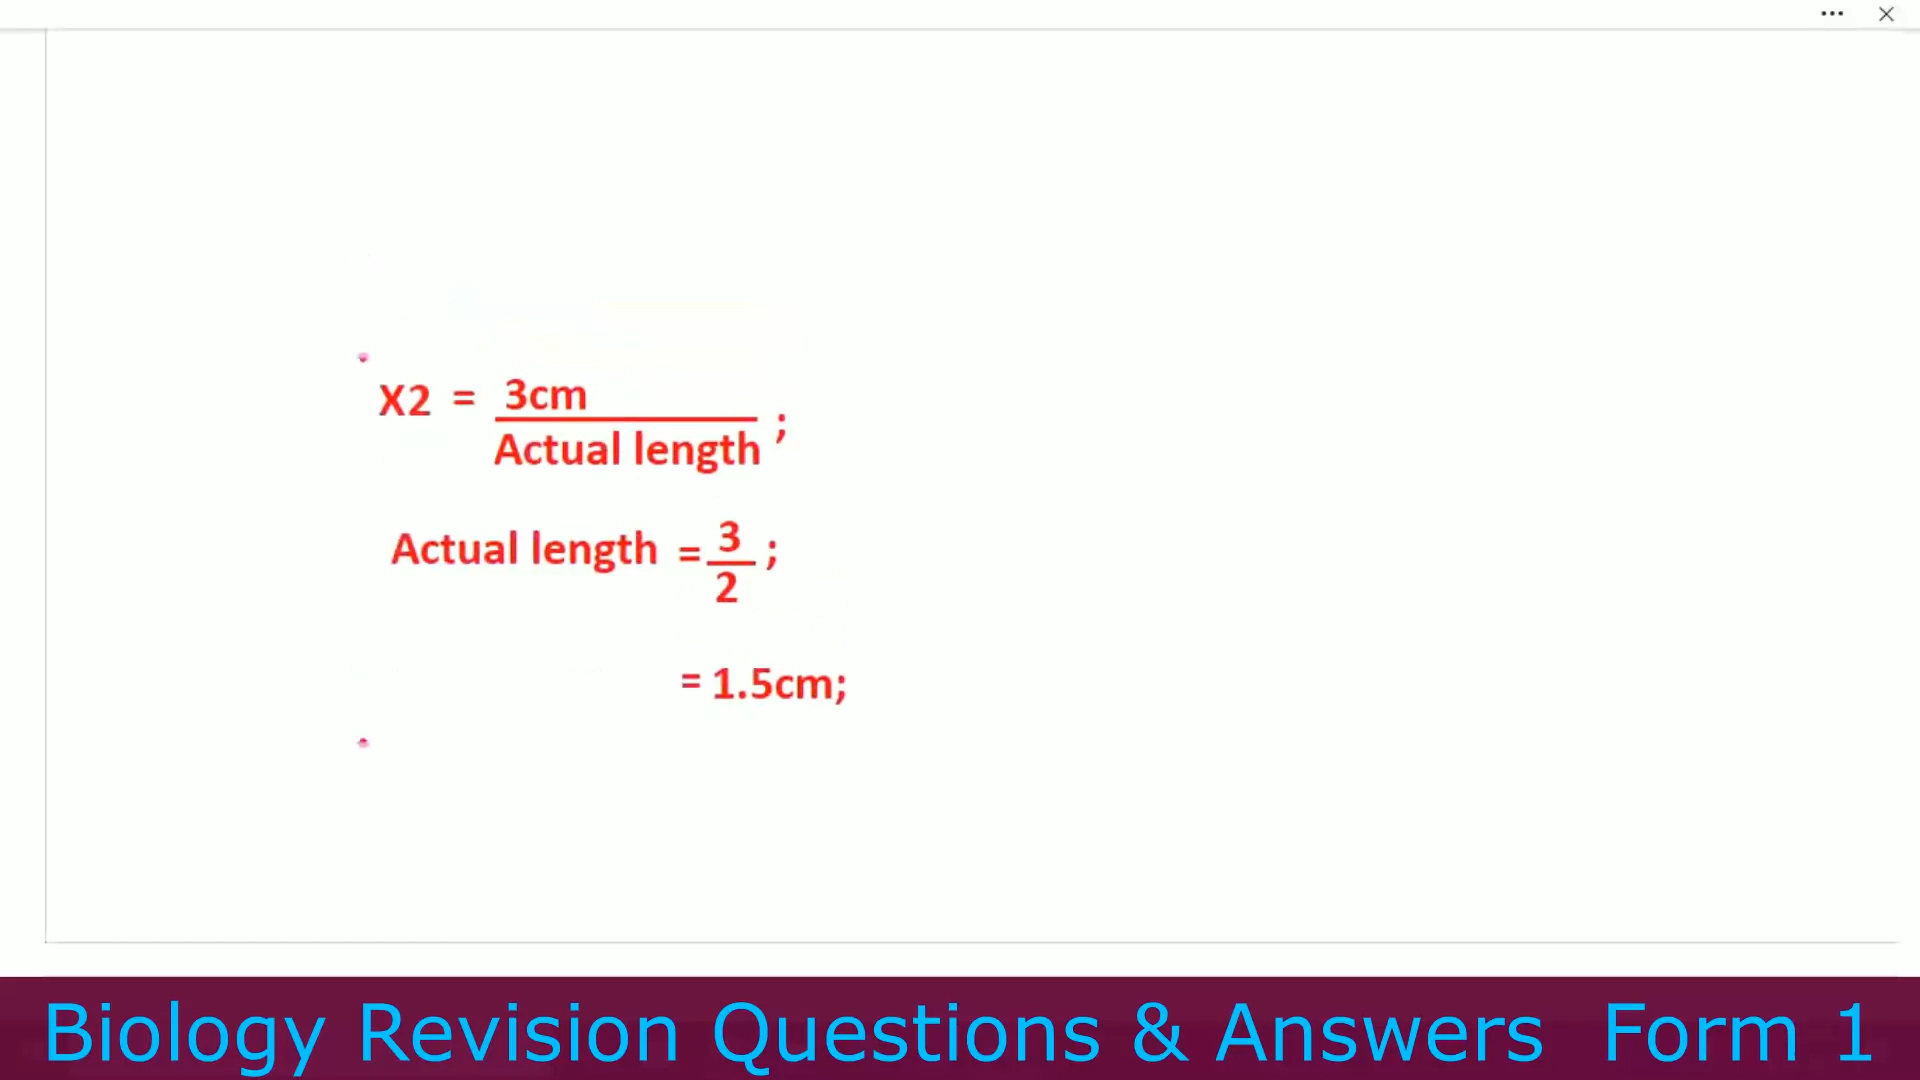 X2 = 3cm
Actual length ;
Actual length = 3 ;
2
= 1.5cm;
Biology Revision Questions & Answers Form 1